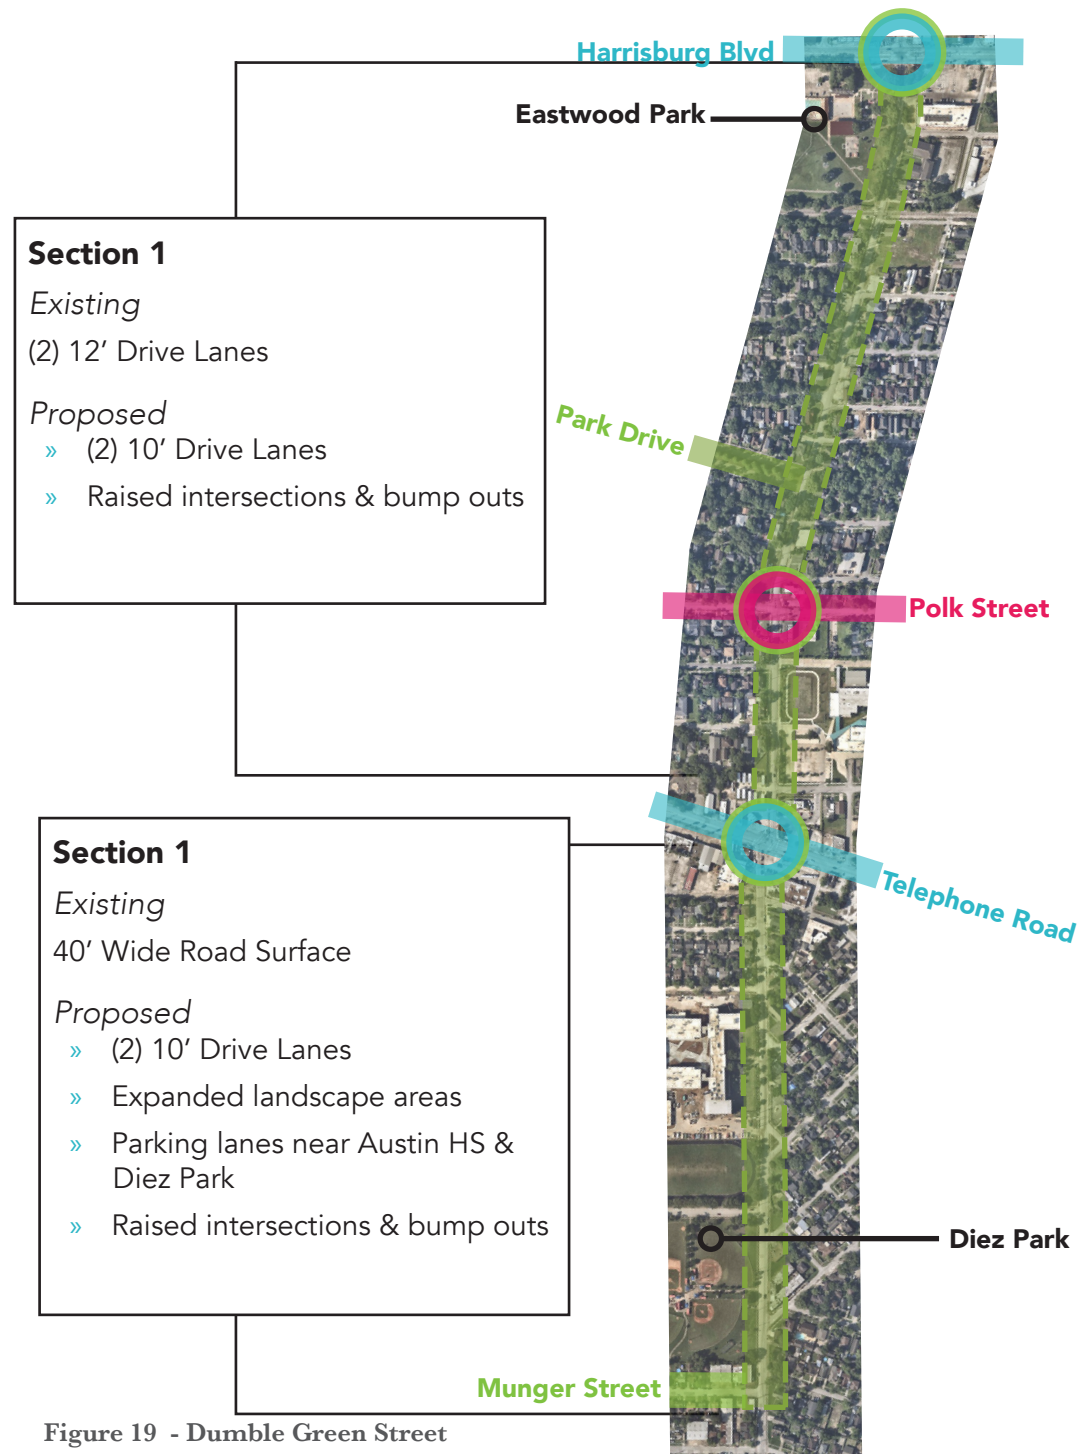 Harrisburg Blvd
Eastwood Park
Section 1
Existing
(2) 12’ Drive Lanes
Proposed
» (2) 10’ Drive Lanes
» Raised intersections & bump outs
Park Drive
Polk Street
Telephone Road
Section 1
Existing
40’ Wide Road Surface
Proposed
» (2) 10’ Drive Lanes
» Expanded landscape areas
» Parking lanes near Austin HS &
Diez Park
» Raised intersections & bump outs
Diez Park
Munger Street
Figure 19 - Dumble Green Street